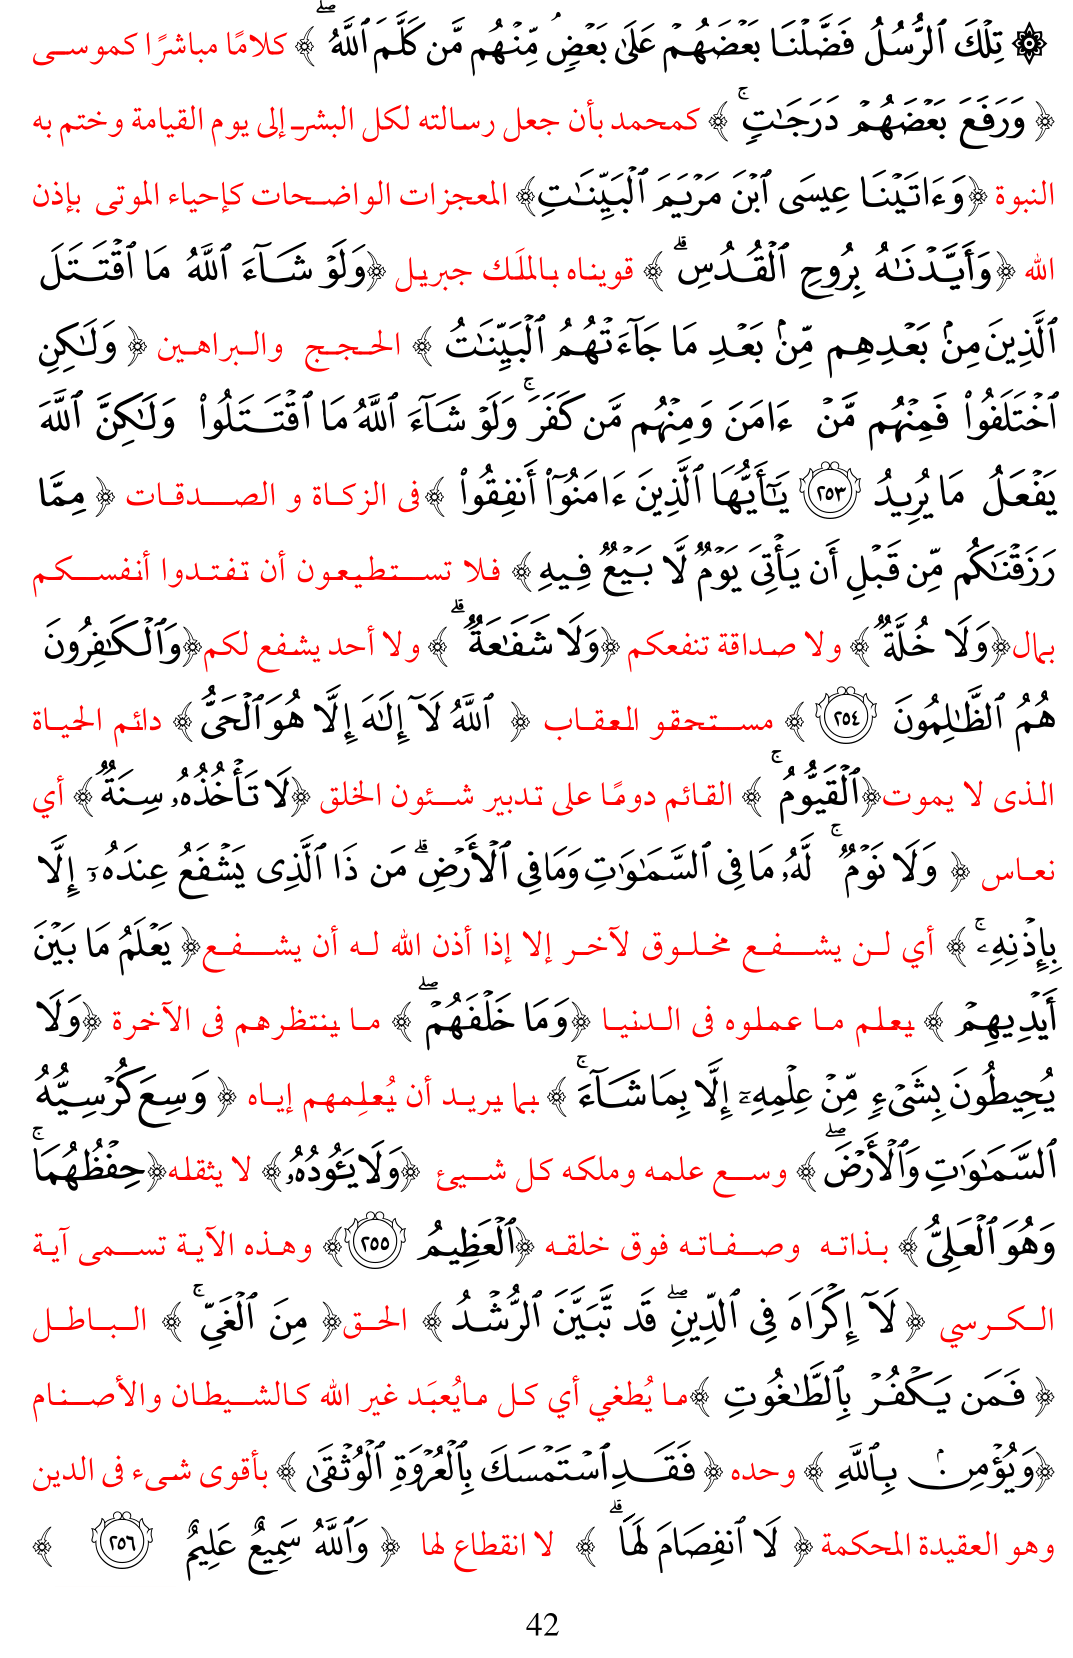 ۞ تِلْكَ ٱلرُّسُلُ فَضَّلْنَا بَعْضَهُمْ عَلَىٰ بَعْضٍۘ مِّنْهُم مَّن كَلَّمَ ٱللَّهُۖ ﴾ كلامًا مباشرًا كموسى
﴿ وَرَفَعَ بَعْضَهُمْ دَرَجَـٰتٍۚ ﴾ كمحمد بأن جعل رسالته لكل البشر إلى يوم القيامة وختم به
النبوة ﴿وَءَاتَيْنَا عِيسَى ٱبْنَ مَرْيَمَ ٱلْبَيِّنَـٰتِ﴾ المعجزات الواضحات كإحياء الموتى بإذن
الله ﴿وَأَيَّدْنَـٰهُ بِرُوحِ ٱلْقُدُسِۗ ﴾ قويناه بالملَك جبريل ﴿وَلَوْ شَآءَ ٱللَّهُ مَا ٱقْتَتَلَ
ٱلَّذِينَ مِنۢ بَعْدِهِم مِّنۢ بَعْدِ مَا جَآءَتْهُمُ ٱلْبَيِّنَـٰتُ ﴾ الحجج والبراهين ﴿ وَلَـٰكِنِ
ٱخْتَلَفُوا۟ فَمِنْهُم مَّنْ ءَامَنَ وَمِنْهُم مَّن كَفَرَۚ وَلَوْ شَآءَ ٱللَّهُ مَا ٱقْتَتَلُوا۟ وَلَـٰكِنَّ ٱللَّهَ
يَفْعَلُ مَا يُرِيدُ ٢٥٣ يَـٰٓأَيُّهَا ٱلَّذِينَ ءَامَنُوٓا۟ أَنفِقُوا۟ ﴾فى الزكاة و الصدقات ﴿ مِمَّا
رَزَقْنَـٰكُم مِّن قَبْلِ أَن يَأْتِىَ يَوْمٌ لَّا بَيْعٌ فِيهِ ﴾ فلا تستطيعون أن تفتدوا أنفسكم
بمال﴿وَلَا خُلَّةٌ ﴾ ولا صداقة تنفعكم ﴿وَلَا شَفَـٰعَةٌۗ ﴾ ولا أحد يشفع لكم﴿وَٱلْكَـٰفِرُونَ
هُمُ ٱلظَّـٰلِمُونَ ٢٥٤ ﴾ مستحقو العقاب ﴿ ٱللَّهُ لَآ إِلَـٰهَ إِلَّا هُوَ ٱلْحَىُّ ﴾ دائم الحياة
الذى لا يموت﴿ٱلْقَيُّومُۚ ﴾ القائم دومًا على تدبير شئون الخلق ﴿لَا تَأْخُذُهُۥ سِنَةٌ ﴾ أي
نعاس ﴿ وَلَا نَوْمٌۚ لَّهُۥ مَا فِى ٱلسَّمَـٰوَٰتِ وَمَا فِى ٱلْأَرْضِۗ مَن ذَا ٱلَّذِى يَشْفَعُ عِندَهُۥٓ إِلَّا
بِإِذْنِهِۦۚ ﴾ أي لن يشفع مخلوق لآخر إلا إذا أذن الله له أن يشفع﴿ يَعْلَمُ مَا بَيْنَ
أَيْدِيهِمْ ﴾ يعلم ما عملوه فى الدنيا ﴿وَمَا خَلْفَهُمْۖ ﴾ ما ينتظرهم فى الآخرة ﴿وَلَا
يُحِيطُونَ بِشَىْءٍ مِّنْ عِلْمِهِۦٓ إِلَّا بِمَا شَآءَۚ ﴾ بما يريد أن يُعلِمهم إياه ﴿ وَسِعَ كُرْسِيُّهُ
ٱلسَّمَـٰوَٰتِ وَٱلْأَرْضَۖ ﴾ وسع علمه وملكه كل شيئ ﴿وَلَا يَـُٔودُهُۥ﴾ لا يثقله﴿حِفْظُهُمَاۚ
وَهُوَ ٱلْعَلِىُّ ﴾ بذاته وصفاته فوق خلقه ﴿ٱلْعَظِيمُ ٢٥٥﴾ وهذه الآية تسمى آية
الكرسي ﴿ لَآ إِكْرَاهَ فِى ٱلدِّينِۖ قَد تَّبَيَّنَ ٱلرُّشْدُ ﴾ الحق﴿ مِنَ ٱلْغَىِّۚ ﴾ الباطل
﴿ فَمَن يَكْفُرْ بِٱلطَّـٰغُوتِ ﴾ما يُطغي أي كل مايُعبَد غير الله كالشيطان والأصنام
﴿وَيُؤْمِنۢ بِٱللَّهِ ﴾ وحده ﴿ فَقَدِ ٱسْتَمْسَكَ بِٱلْعُرْوَةِ ٱلْوُثْقَىٰ ﴾ بأقوى شىء فى الدين
وهو العقيدة المحكمة ﴿ لَا ٱنفِصَامَ لَهَاۗ ﴾ لا انقطاع لها ﴿ وَٱللَّهُ سَمِيعٌ عَلِيمٌ ٢٥٦ ﴾
42